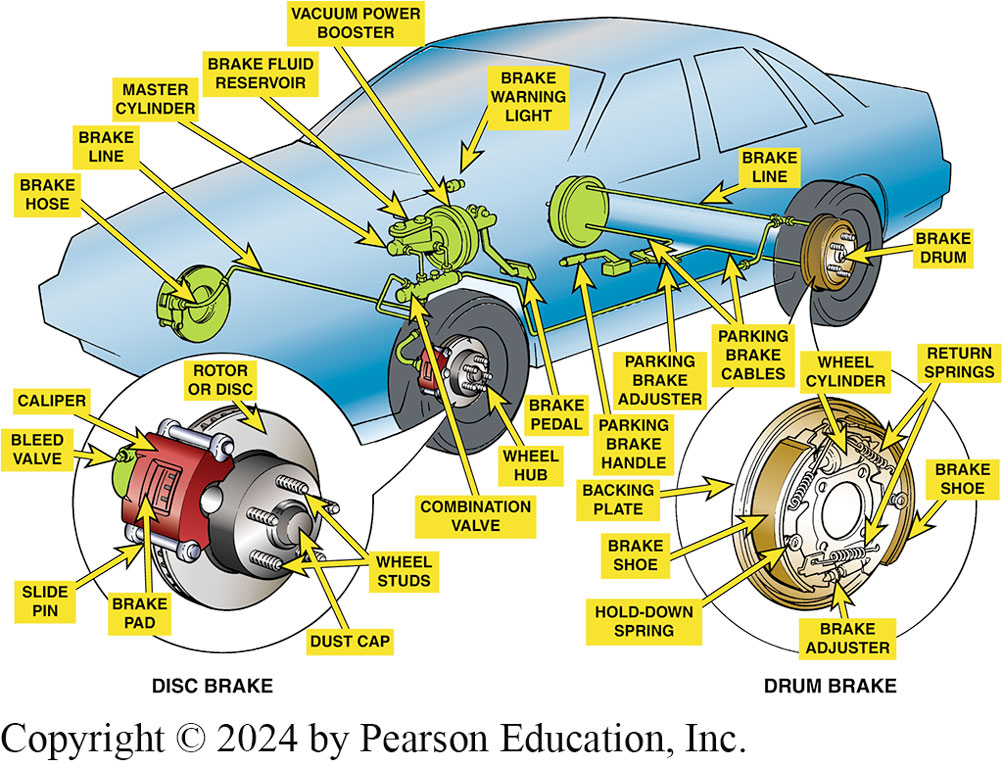 VACUUM POWER
BOOSTER
BRAKE FLUID
RESERVOIR
BRAKE
WARNING
LIGHT
MASTER
CYLINDER
BRAKE
LINE
BRAKE
HOSE
BRAKE
LINE
BRAKE
DRUM
PARKING
BRAKE
CABLES
PARKING
BRAKE
ADJUSTER
PARKING
BRAKE
HANDLE
BRAKE
PEDAL
WHEEL
HUB
COMBINATION
VALVE
ROTOR
OR DISC
CALIPER
BLEED
VALVE
SLIDE
PIN
BRAKE
PAD
WHEEL
STUDS
DUST CAP
WHEEL
CYLINDER
RETURN
SPRINGS
BACKING
PLATE
BRAKE
SHOE
BRAKE
SHOE
HOLD-DOWN
SPRING
BRAKE
ADJUSTER
DISC BRAKE
DRUM BRAKE
Copyright © 2024 by Pearson Education, Inc.